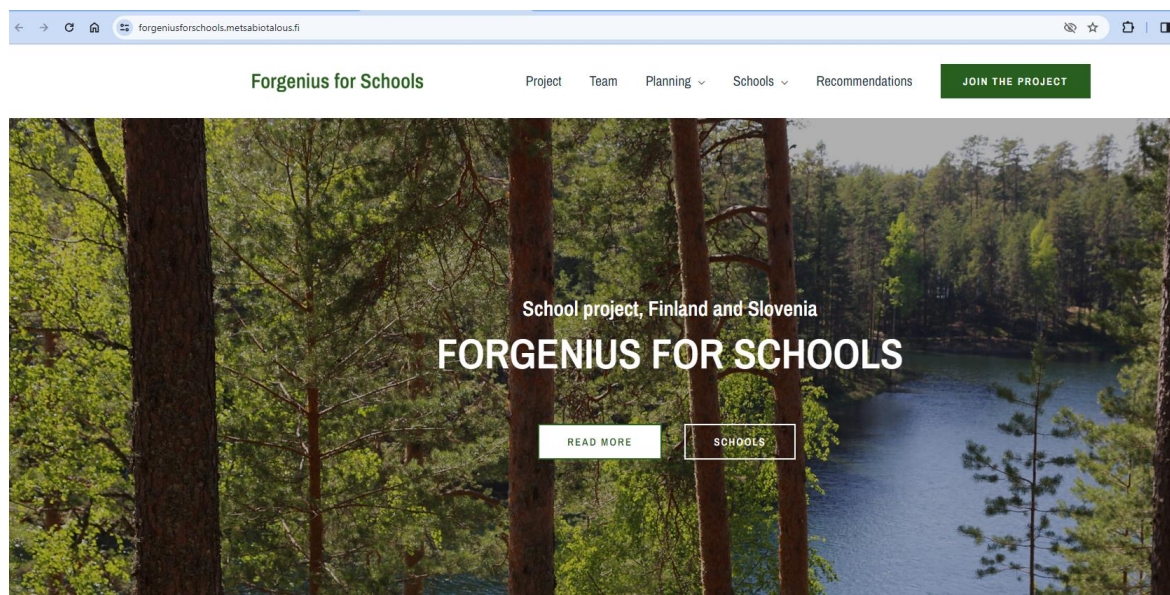 forgeniusforschools.metsabiotalous.fi
Forgenius for Schools
Project Team Planning Schools Recommendations JOIN THE PROJECT
School project, Finland and Slovenia
FORGENIUS FOR SCHOOLS
READ MORE SCHOOLS